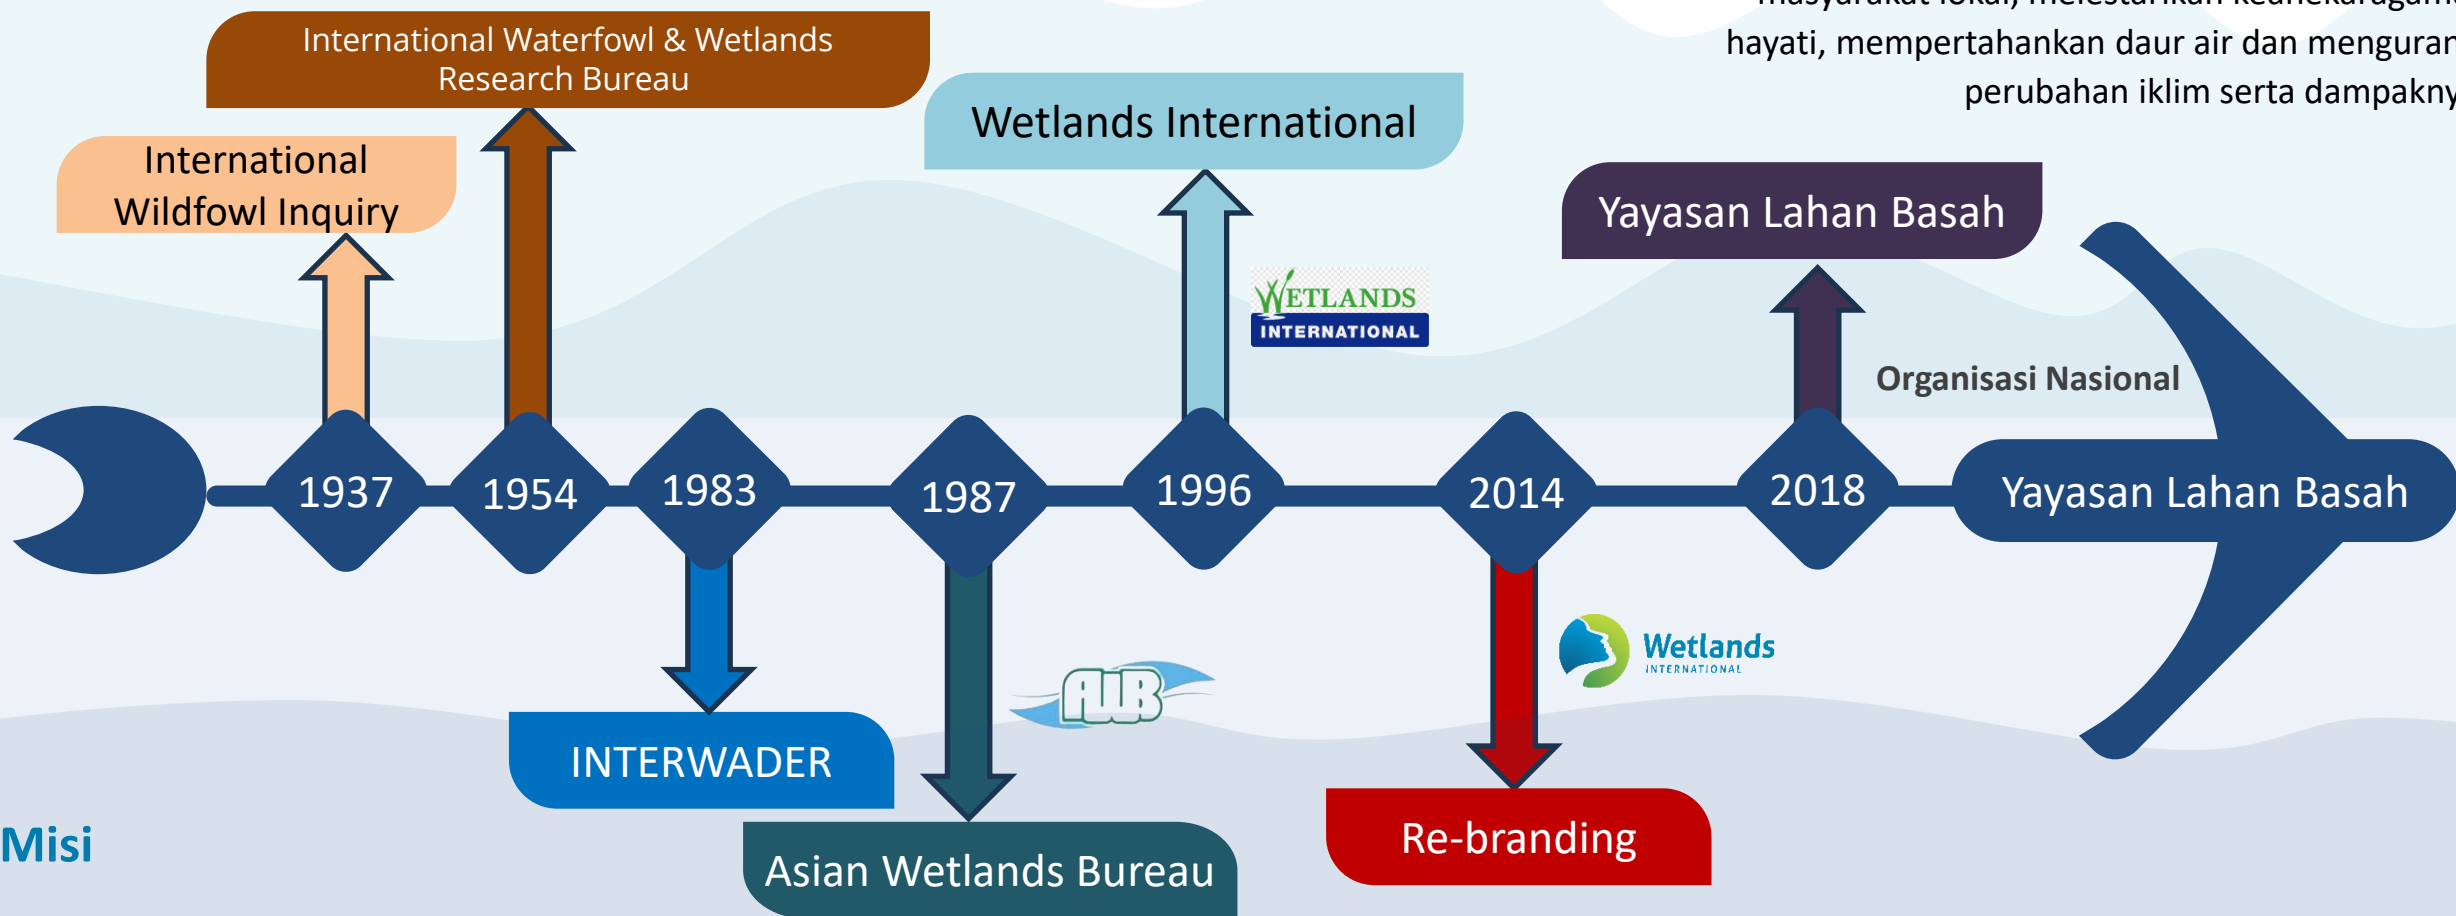 hayati, mempertahankan daur air dan
perubahan iklim serta
International Waterfowl & Wetlands
Research Bureau
International
Wildfowl Inquiry
Wetlands International
Yayasan Lahan Basah
WETLANDS
INTERNATIONAL
Organisasi Nasional
1937
1954
1983
1987
1996
2014
2018
Yayasan Lahan Basah
AWB
Wetlands
INTERNATIONAL
INTERWADER
Asian Wetlands Bureau
Re-branding
Misi